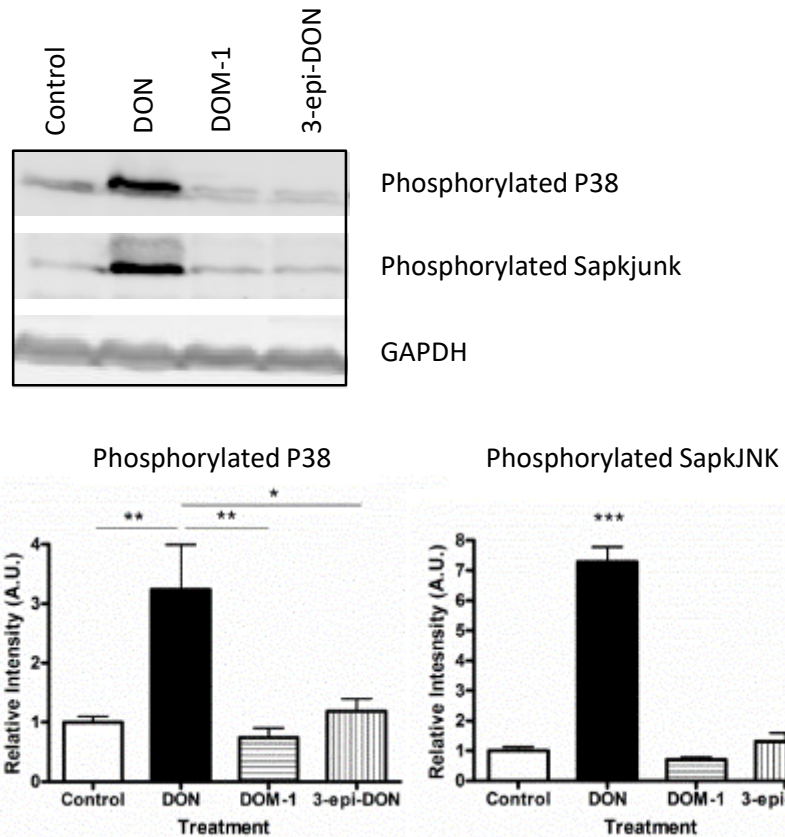 Control
DON
DOM-1
3-epi-DON
Phosphorylated P38
Phosphorylated Sapkjunk
GAPDH
Phosphorylated P38
*
** **
4
3
2
1
0
Relative Intensity (A.U.)
Control DON DOM-1 3-epi-DON
Treatment
Phosphorylated SapkJNK
***
8
7
6
5
4
3
2
1
0
Relative Intesnsity (A.U.)
Control DON DOM-1 3-epi
Treatment